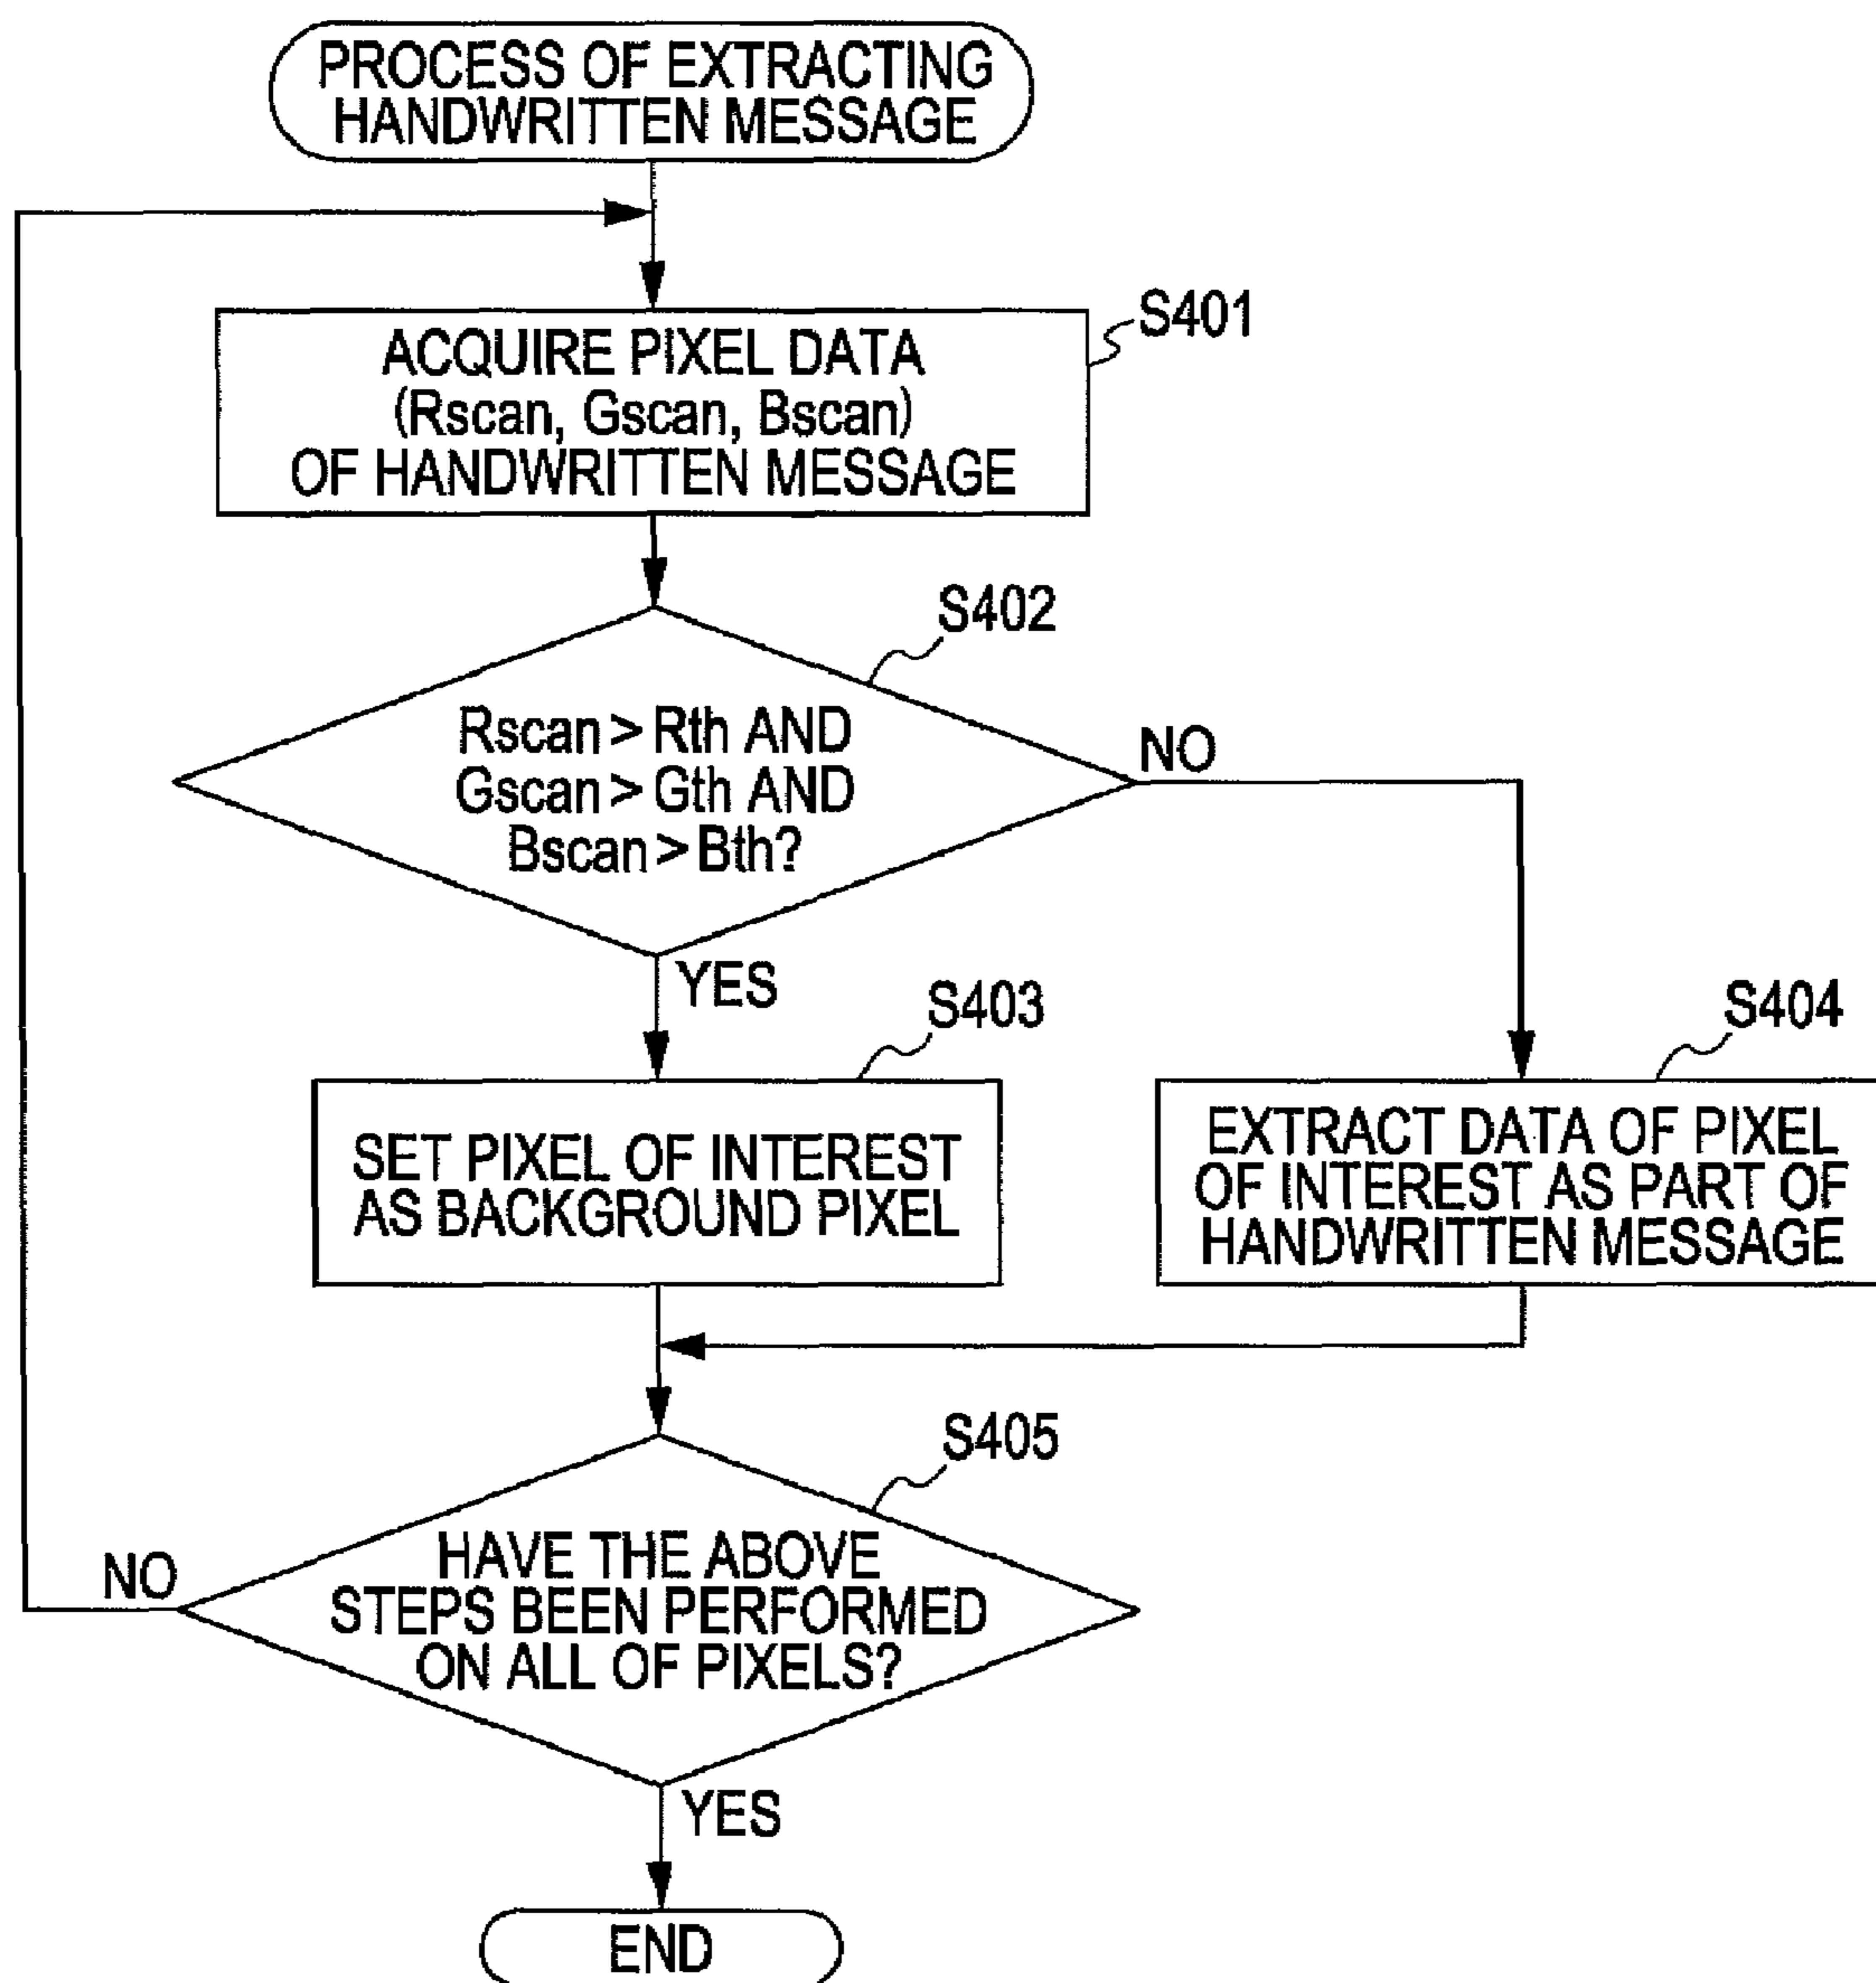 PROCESS OF EXTRACTING
HANDWRITTEN MESSAGE
S401
ACQUIRE PIXEL DATA
(Rscan, Gscan, Bscan)
OF HANDWRITTEN MESSAGE
S402
Rscan > Rth AND
Gscan > Gth AND
Bscan > Bth?
NO
YES
S403
SET PIXEL OF INTEREST
AS BACKGROUND PIXEL
S404
EXTRACT DATA OF PIXEL
OF INTEREST AS PART OF
HANDWRITTEN MESSAGE
S405
HAVE THE ABOVE
STEPS BEEN PERFORMED
ON ALL OF PIXELS?
NO
YES
END